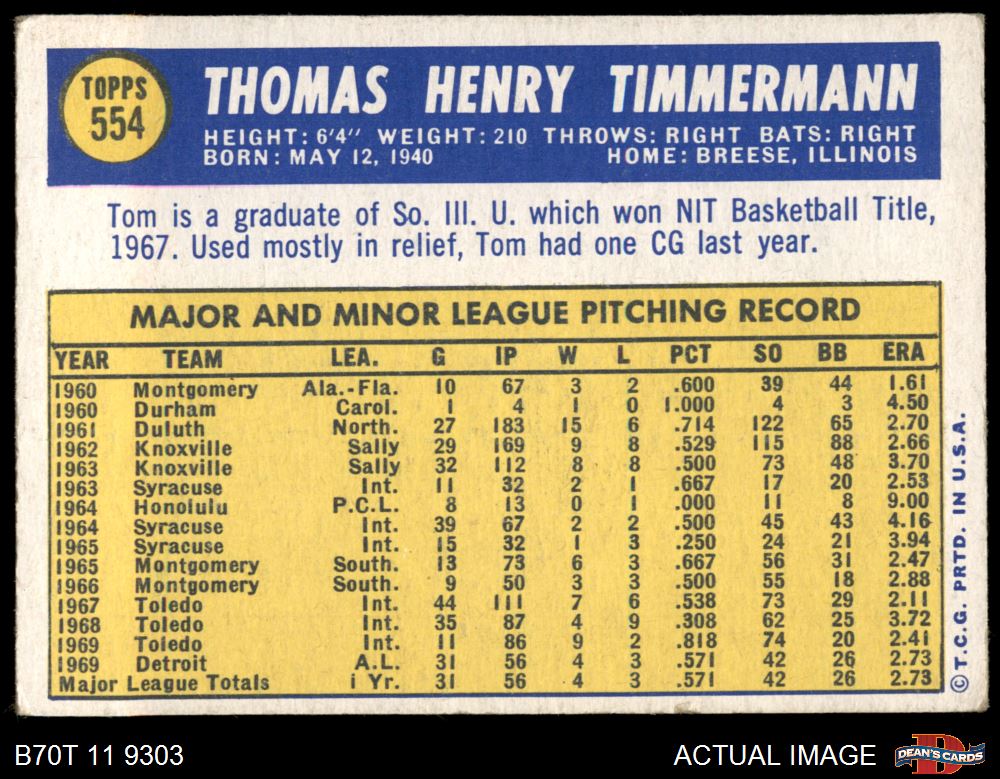 TOPPS
554
THOMAS HENRY TIMMERMANN
HEIGHT: 6'4" WEIGHT: 210 THROWS: RIGHT BATS: RIGHT
BORN: MAY 12, 1940 HOME: BREESE, ILLINOIS
Tom is a graduate of So. Ill. U. which won NIT Basketball Title,
1967. Used mostly in relief, Tom had one CG last year.
MAJOR AND MINOR LEAGUE PITCHING RECORD
YEAR TEAM LEA. G IP W L PCT SO BB ERA
1960 Montgomery Ala.-Fla. 10 67 3 2 .600 39 44 1.61
1960 Durham Carol. 1 4 1 0 1.000 4 3 4.50
1961 Duluth North. 27 183 15 6 .714 122 65 2.70
1962 Knoxville Sally 29 169 9 8 .529 115 88 2.66
1963 Knoxville Sally 32 112 8 8 .500 73 48 3.70
1963 Syracuse Int. 11 32 2 1 .667 17 20 2.53
1964 Honolulu P.C.L. 8 13 0 1 .000 11 8 9.00
1964 Syracuse Int. 39 67 2 2 .500 45 43 4.16
1965 Syracuse Int. 15 32 1 3 .250 24 21 3.94
1965 Montgomery South. 13 73 6 3 .667 56 31 2.47
1966 Montgomery South. 9 50 3 3 .500 55 18 2.88
1967 Toledo Int. 44 111 7 6 .538 73 29 2.11
1968 Toledo Int. 35 87 4 9 .308 62 25 3.72
1969 Toledo Int. 11 86 9 2 .818 74 20 2.41
1969 Detroit A.L. 31 56 4 3 .571 42 26 2.73
Major League Totals 1 Yr. 31 56 4 3 .571 42 26 2.73
© T.C.G. PRTD. IN U.S.A.
B70T 11 9303
ACTUAL IMAGE
DEAN'S CARDS